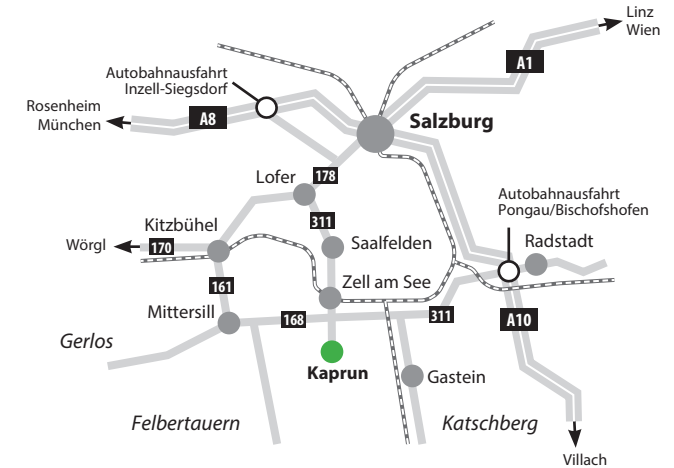 Linz
Wien
A1
Autobahnausfahrt
Inzell-Siegsdorf
Rosenheim
München
A8
Salzburg
Lofer
178
Autobahnausfahrt
Pongau/Bischofshofen
Kitzbühel
311
Saalfelden
Radstadt
Wörgl
170
161
Zell am See
Mittersill
168
311
A10
Gerlos
Kaprun
Gastein
Felbertauern
Katschberg
Villach